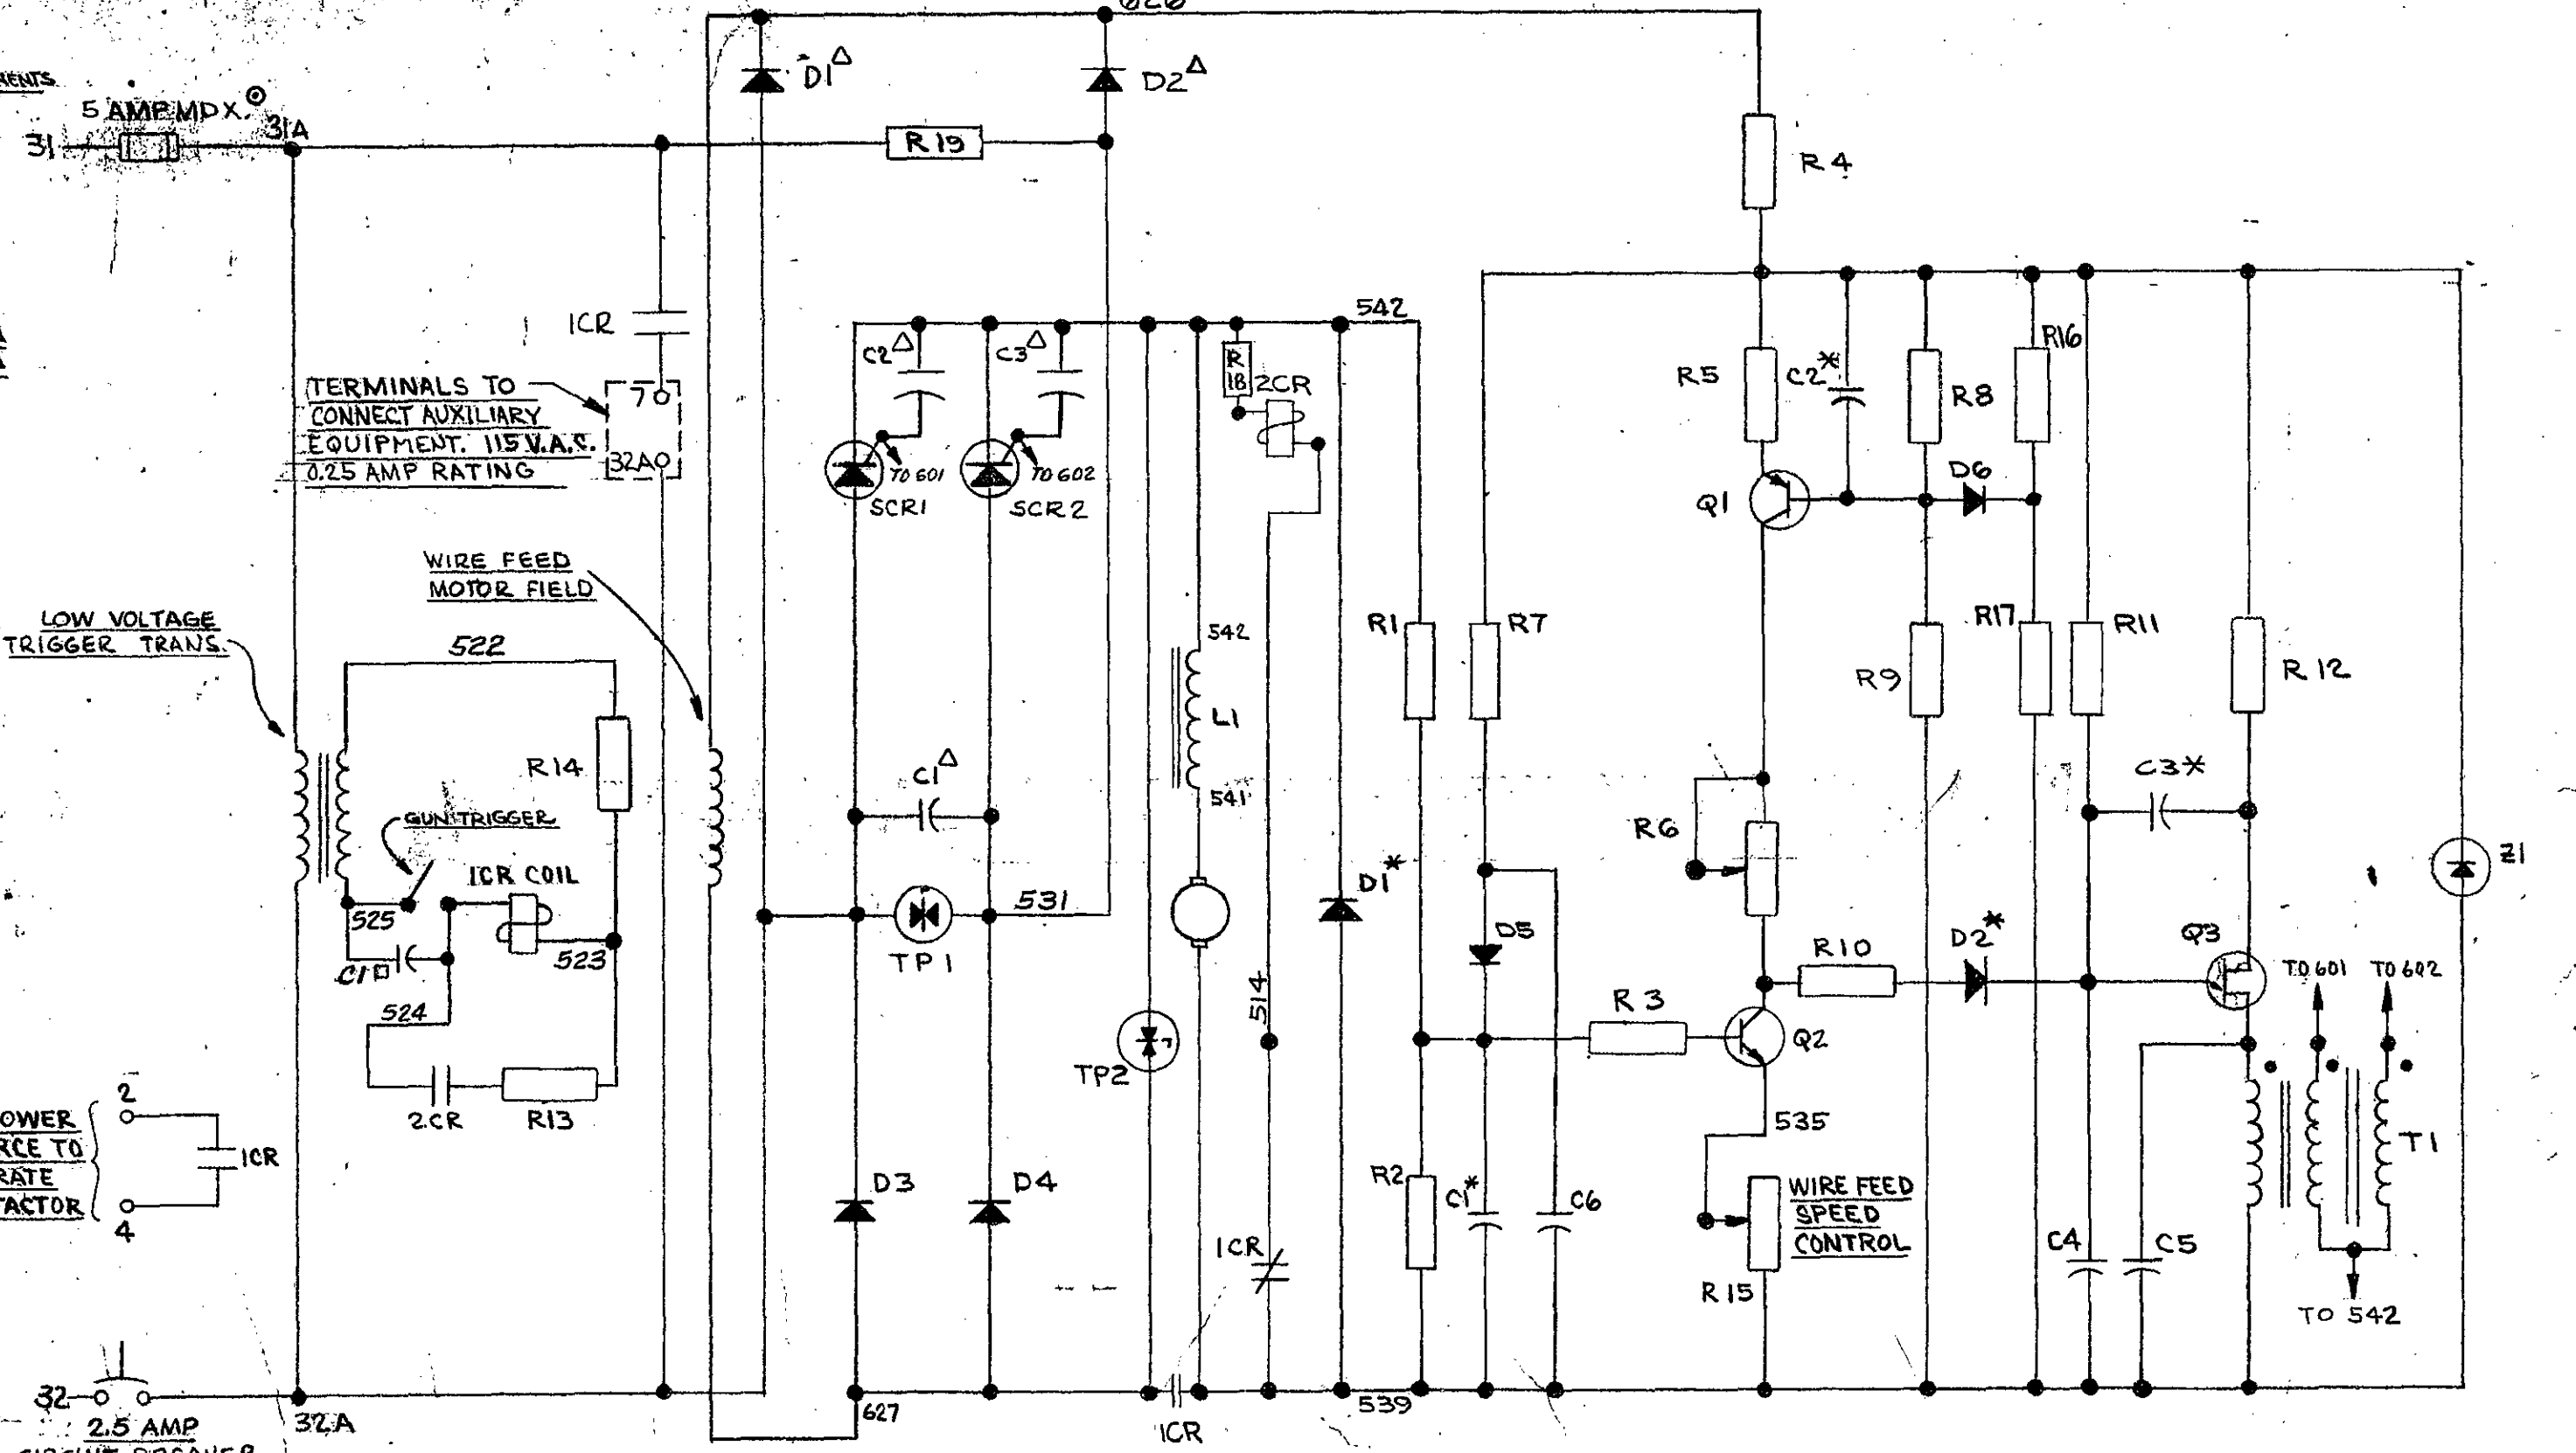 626
5 AMP MDX.
31
31A
R19
D1
D2
R4
1CR
542
C2
C3
R
18
2CR
R5
C2*
R8
R16
TERMINALS TO
CONNECT AUXILIARY
EQUIPMENT. 115 V.A.C.
0.25 AMP RATING
7
32A
TO 601
TO 602
SCR1
SCR2
Q1
D6
WIRE FEED
MOTOR FIELD
LOW VOLTAGE
TRIGGER TRANS.
522
542
R1
R7
R9
R17
R11
R12
L1
541
R14
C1
C3*
GUN TRIGGER
R6
1CR COIL
D1*
Z1
525
523
C1
524
TP1
531
D5
R10
D2*
Q3
TO 601
TO 602
514
R3
Q2
TP2
2CR
R13
535
2
1CR
4
D3
D4
R2
C1*
C6
WIRE FEED
SPEED
CONTROL
T1
1CR
R15
C4
C5
TO 542
32
32A
627
1CR
539
2.5 AMP